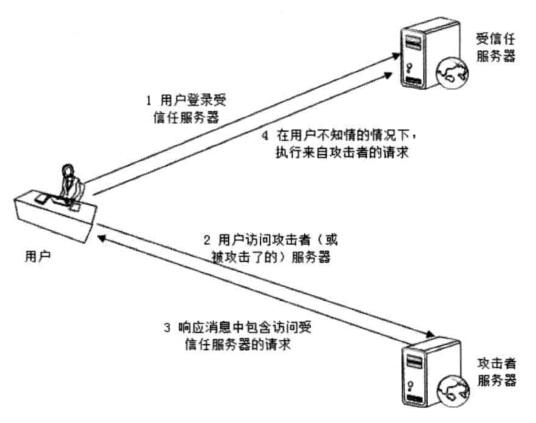 受信任
服务器
1 用户登录受
信任服务器
4 在用户不知情的情况下，
执行来自攻击者的请求
用户
2 用户访问攻击者（或
被攻击了的）服务器
3 响应消息中包含访问受
信任服务器的请求
攻击者
服务器